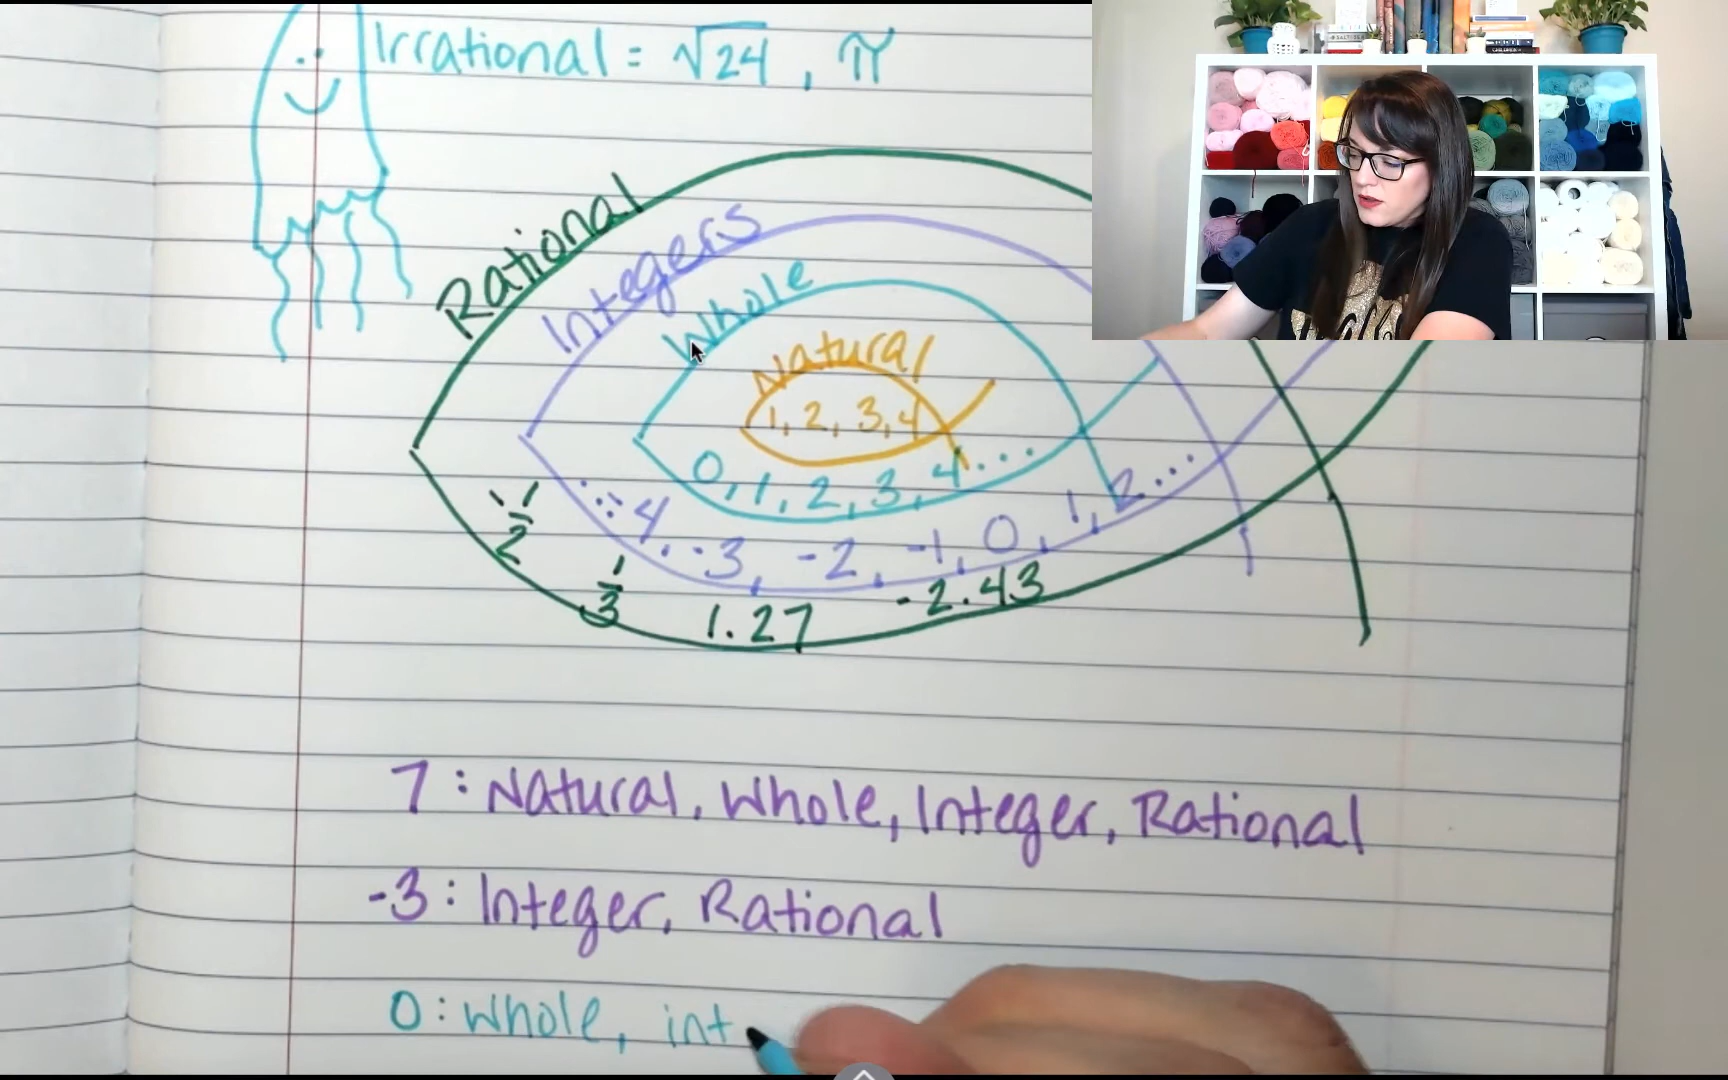 Irrational = √24, π
Rational
Integers
Whole
Natural
1, 2, 3, 4
0, 1, 2, 3, 4...
...-4, -3, -2, -1, 0, 1, 2...
-1/2
1/3
1.27
-2.43
7: Natural, Whole, Integer, Rational
-3: Integer, Rational
0: whole, int